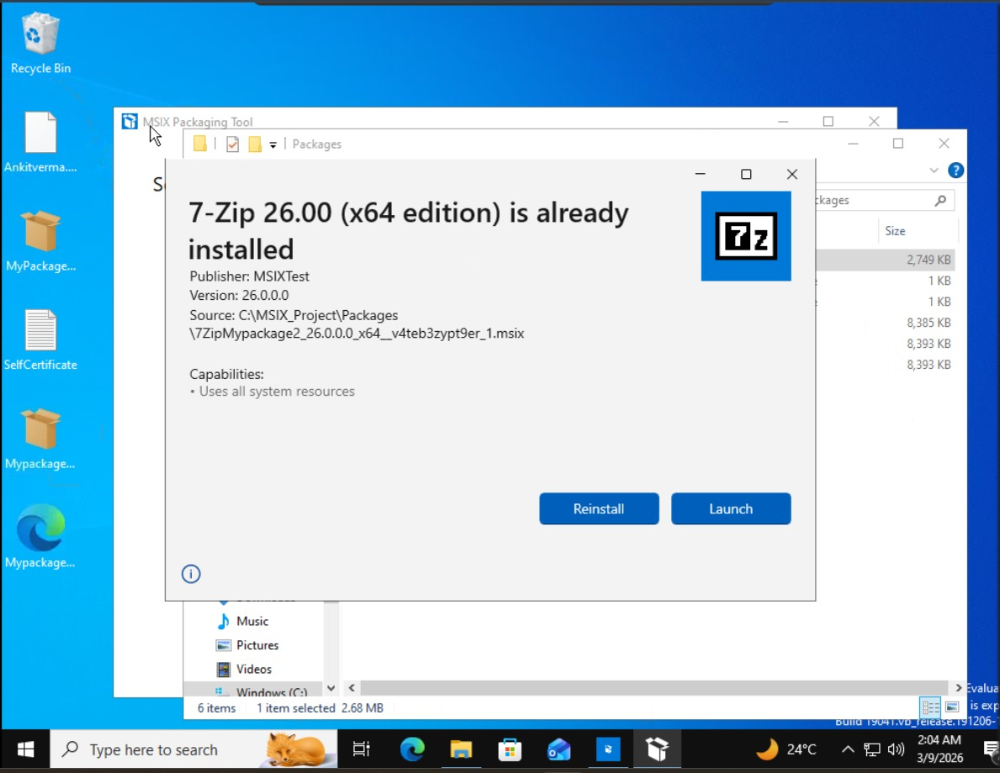 Recycle Bin
Ankitverma....
MyPackage...
SelfCertificate
Mypackage...
Mypackage...
MSIX Packaging Tool
Packages
ckages
Size
2,749 KB
1 KB
1 KB
8,385 KB
8,393 KB
8,393 KB
7-Zip 26.00 (x64 edition) is already
installed
7z
Publisher: MSIXTest
Version: 26.0.0.0
Source: C:\MSIX_Project\Packages
\7ZipMypackage2_26.0.0.0_x64__v4teb3zypt9er_1.msix
Capabilities:
• Uses all system resources
Reinstall
Launch
Music
Pictures
Videos
Windows (C:)
6 items
1 item selected 2.68 MB
Evalua
is exp
Build 19041.vb_release.191206-
Type here to search
24°C
2:04 AM
3/9/2026